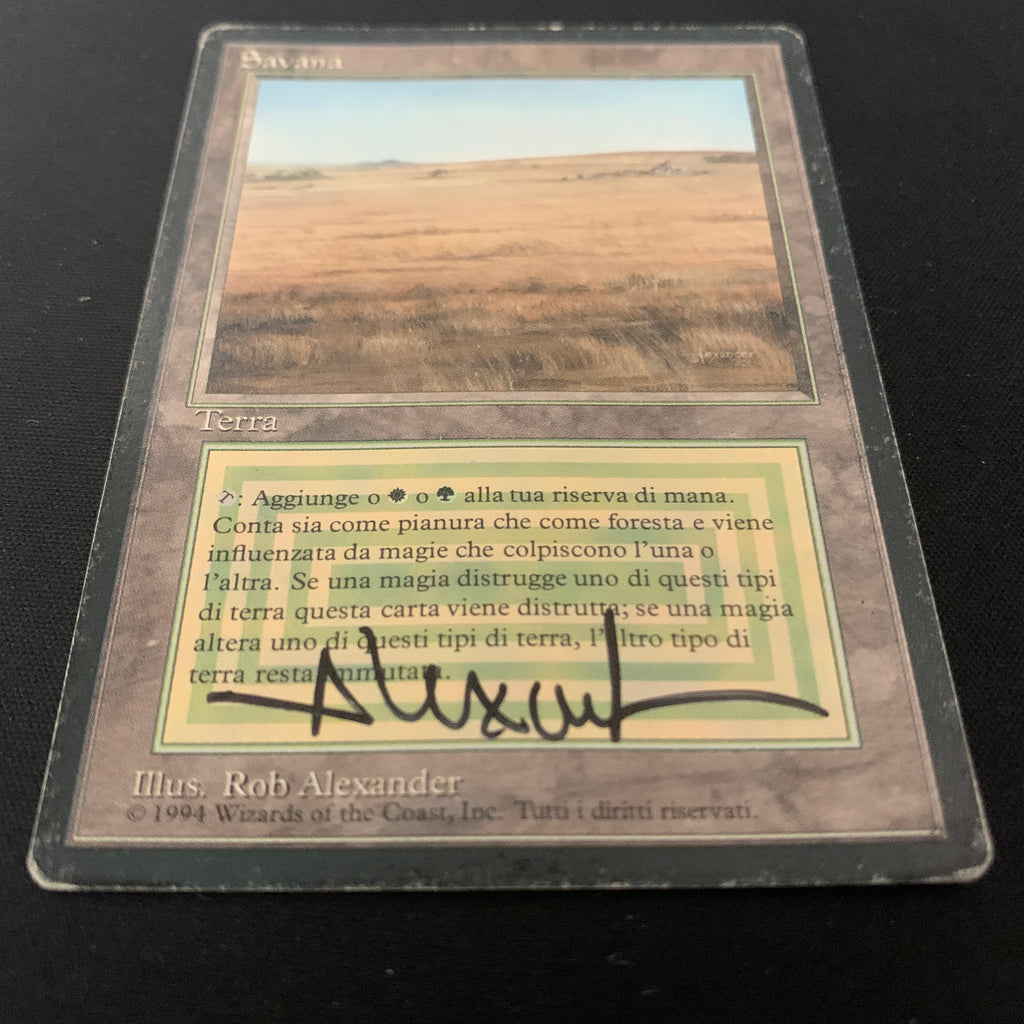 Savana
Terra
: Aggiunge o o alla tua riserva di mana.
Conta sia come pianura che come foresta e viene
influenzata da magie che colpiscono l'una o
l'altra. Se una magia distrugge uno di questi tipi
di terra questa carta viene distrutta; se una magia
altera uno di questi tipi di terra, l'altro tipo di
terra resta immutata.
Illus. Rob Alexander
© 1994 Wizards of the Coast, Inc. Tutti i diritti riservati.